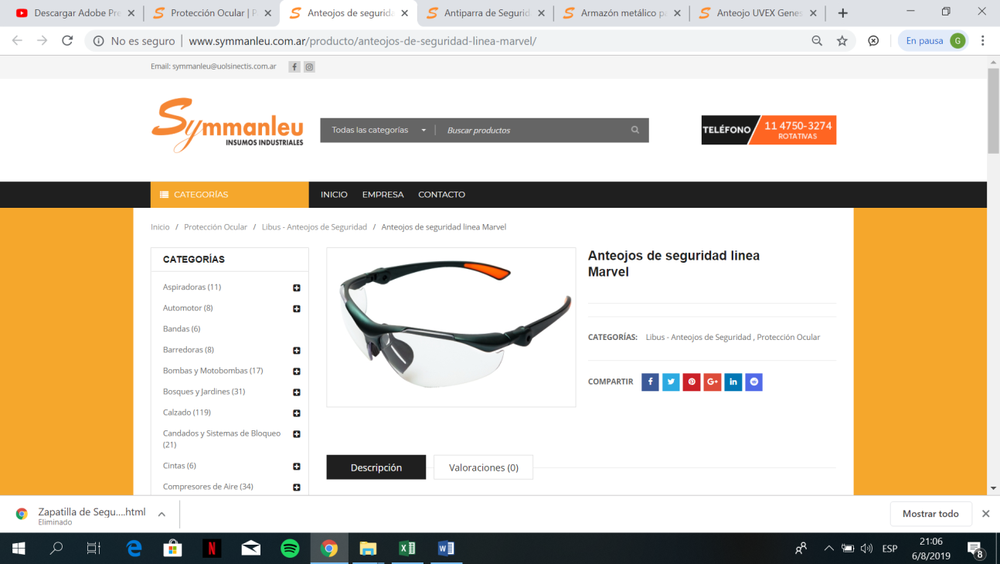 Descargar Adobe Pre
Protección Ocular | P
Anteojos de segurida
Antiparra de Segurid
Armazón metálico p
Anteojo UVEX Genes
No es seguro | www.symmanleu.com.ar/producto/anteojos-de-seguridad-linea-marvel/
En pausa G
Email: symmanleu@uolsinectis.com.ar
Symmanleu
INSUMOS INDUSTRIALES
Todas las categorías
Buscar productos
TELÉFONO
11 4750-3274
ROTATIVAS
CATEGORÍAS
INICIO
EMPRESA
CONTACTO
Inicio / Protección Ocular / Libus - Anteojos de Seguridad / Anteojos de seguridad linea Marvel
CATEGORÍAS
Aspiradoras (11)
Automotor (8)
Bandas (6)
Barredoras (8)
Bombas y Motobombas (17)
Bosques y Jardines (31)
Calzado (119)
Candados y Sistemas de Bloqueo
(21)
Cintas (6)
Compresores de Aire (34)
Anteojos de seguridad linea
Marvel
CATEGORÍAS: Libus - Anteojos de Seguridad , Protección Ocular
COMPARTIR
Descripción
Valoraciones (0)
Zapatilla de Segu....html
Eliminado
Mostrar todo
ESP
21:06
6/8/2019
8